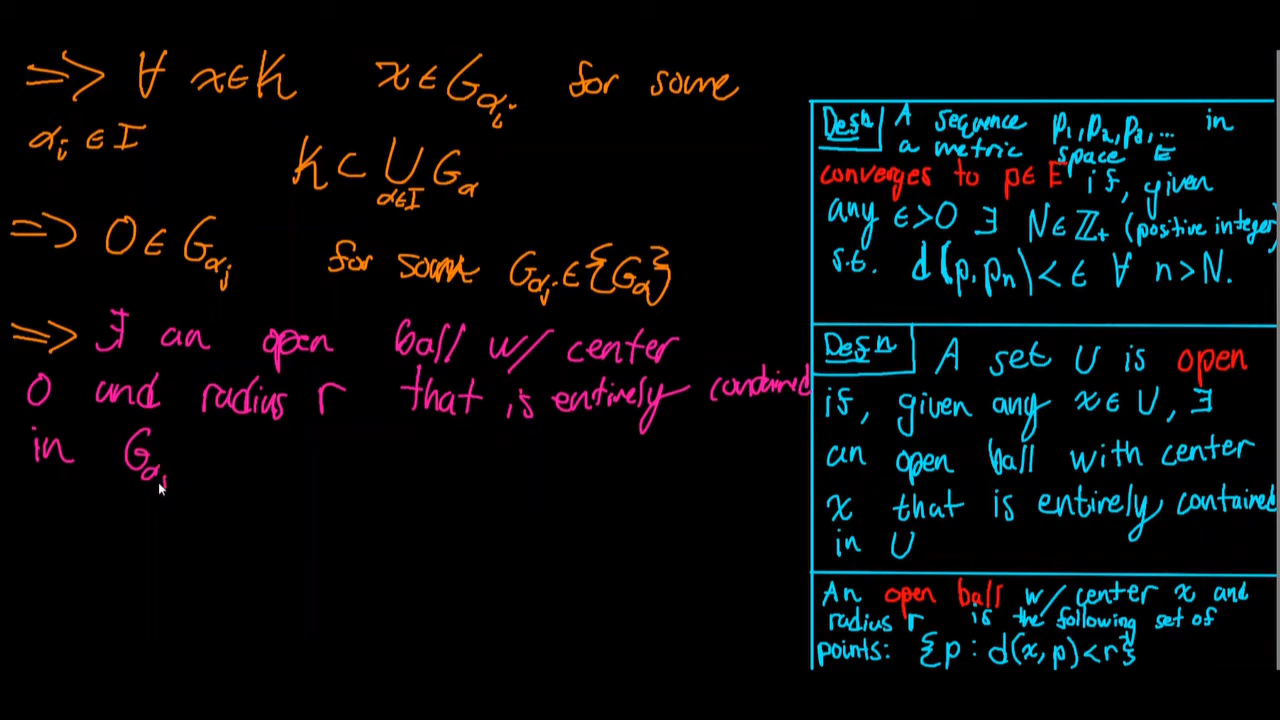 ⇒ ∀ x∈K x∈G_{α_i} for some
α_i ∈ I
K ⊂ ⋃_{α∈I} G_α
⇒ 0 ∈ G_{α_j} for some G_{α_j} ∈ {G_α}
⇒ ∃ an open ball w/ center
0 and radius r that is entirely contained
in G_{α_j}
Defn A sequence p₁, p₂, p₃, ... in
a metric space E
converges to p∈E if, given
any ϵ>0 ∃ N∈ℤ₊ (positive integer)
s.t. d(p, pₙ) < ϵ ∀ n>N.
Defn A set U is open
if, given any x∈U, ∃
an open ball with center
x that is entirely contained
in U
An open ball w/ center x and
radius r is the following set of
points: {p : d(x, p) < r}